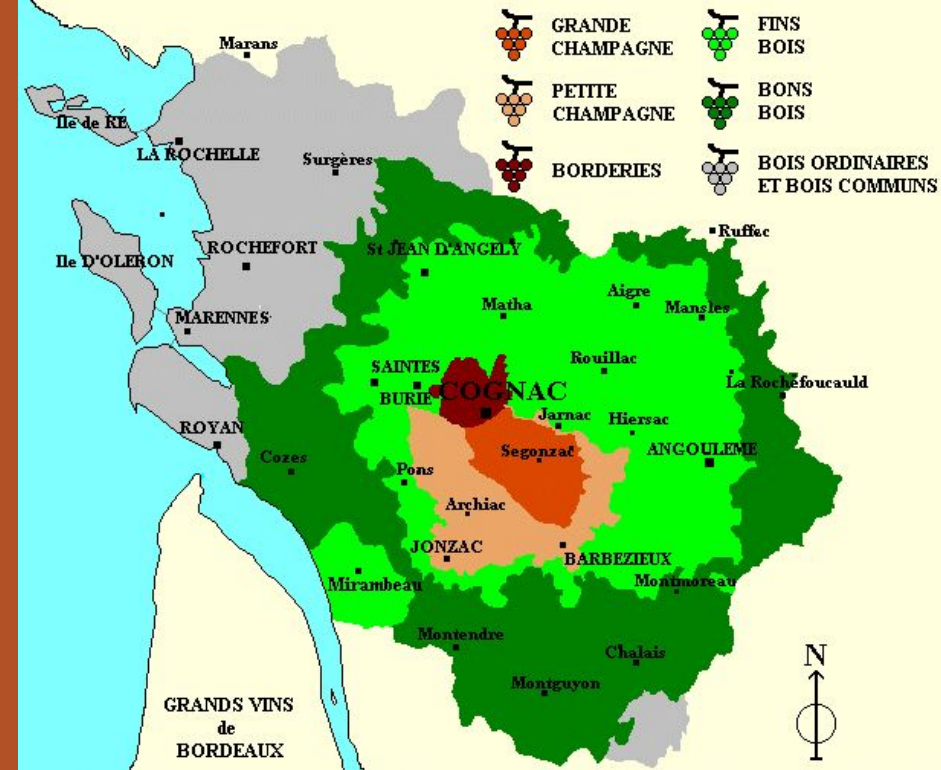 GRANDE
CHAMPAGNE
FINS
BOIS
PETITE
CHAMPAGNE
BONS
BOIS
BORDERIES
BOIS ORDINAIRES
ET BOIS COMMUNS
Marans
Ile de RE
LA ROCHELLE
Surgères
Ruffec
St JEAN D'ANGELY
ROCHEFORT
Ile D'OLERON
Matha
Aigre
Mansles
MARENNES
SAINTES
Rouillac
La Rochefoucauld
BURIE
COGNAC
Jarnac
Hiersac
ROYAN
Segonzac
ANGOULEME
Cozes
Pons
Archiac
JONZAC
BARBEZIEUX
Mirambeau
Montmoreau
Montendre
Chalais
Montguyon
N
GRANDS VINS
de
BORDEAUX